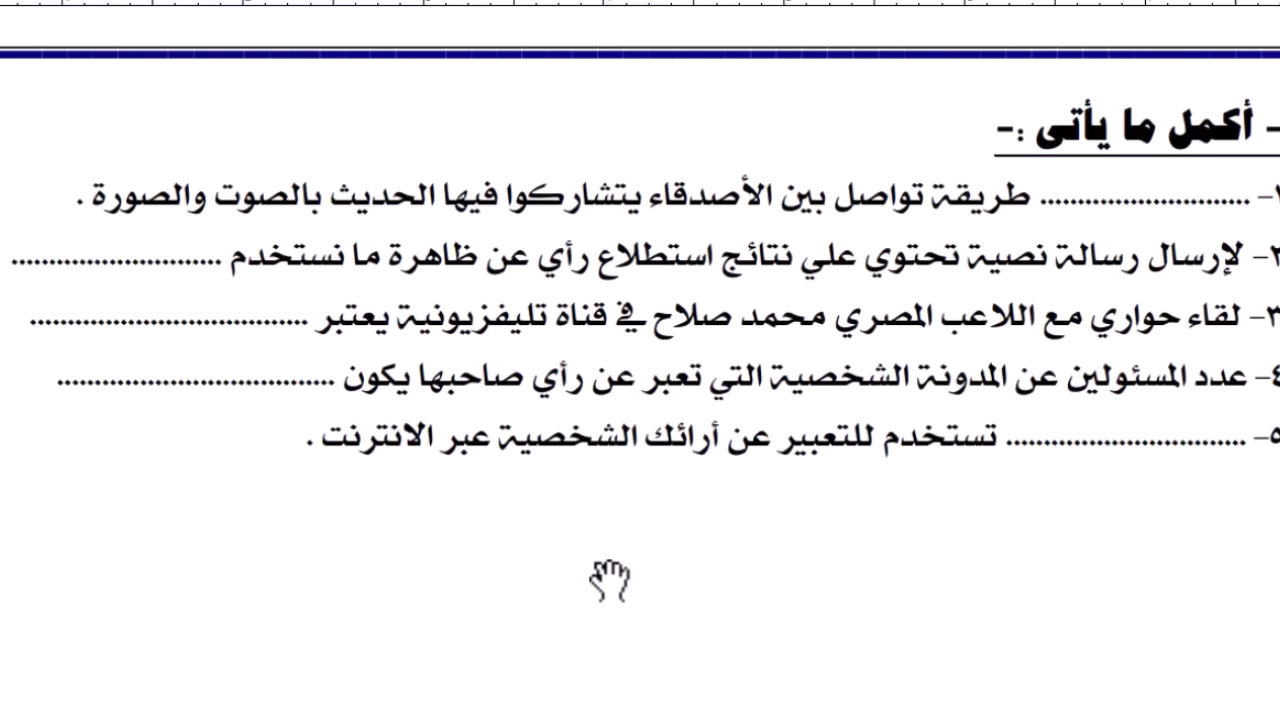 - أكمل ما يأتى :-
١- .......................... طريقة تواصل بين الأصدقاء يتشاركوا فيها الحديث بالصوت والصورة .
٢- لإرسال رسالة نصية تحتوي علي نتائج استطلاع رأي عن ظاهرة ما نستخدم ..........................
٣- لقاء حواري مع اللاعب المصري محمد صلاح في قناة تليفزيونية يعتبر ..................................
٤- عدد المسئولين عن المدونة الشخصية التي تعبر عن رأي صاحبها يكون ..................................
٥- .............................. تستخدم للتعبير عن أرائك الشخصية عبر الانترنت .